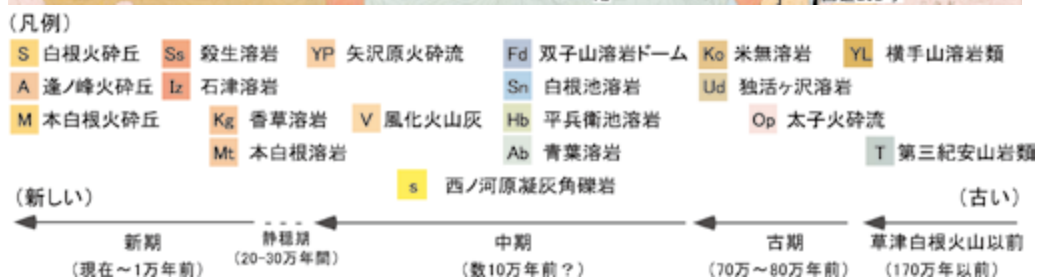 (凡例)
S 白根火砕丘 Ss 殺生溶岩 YP 矢沢原火砕流 Fd 双子山溶岩ドーム Ko 米無溶岩 YL 横手山溶岩類
A 逢ノ峰火砕丘 Iz 石津溶岩 Sn 白根池溶岩 Ud 独活ヶ沢溶岩
M 本白根火砕丘 Kg 香草溶岩 V 風化火山灰 Hb 平兵衛池溶岩 Op 太子火砕流
Mt 本白根溶岩 Ab 青葉溶岩 T 第三紀安山岩類
s 西ノ河原凝灰角礫岩
(新しい) (古い)
新期 静穏期 中期 古期 草津白根火山以前
(現在～1万年前) (20-30万年間) (数10万年前?) (70万～80万年前) (170万年以前)